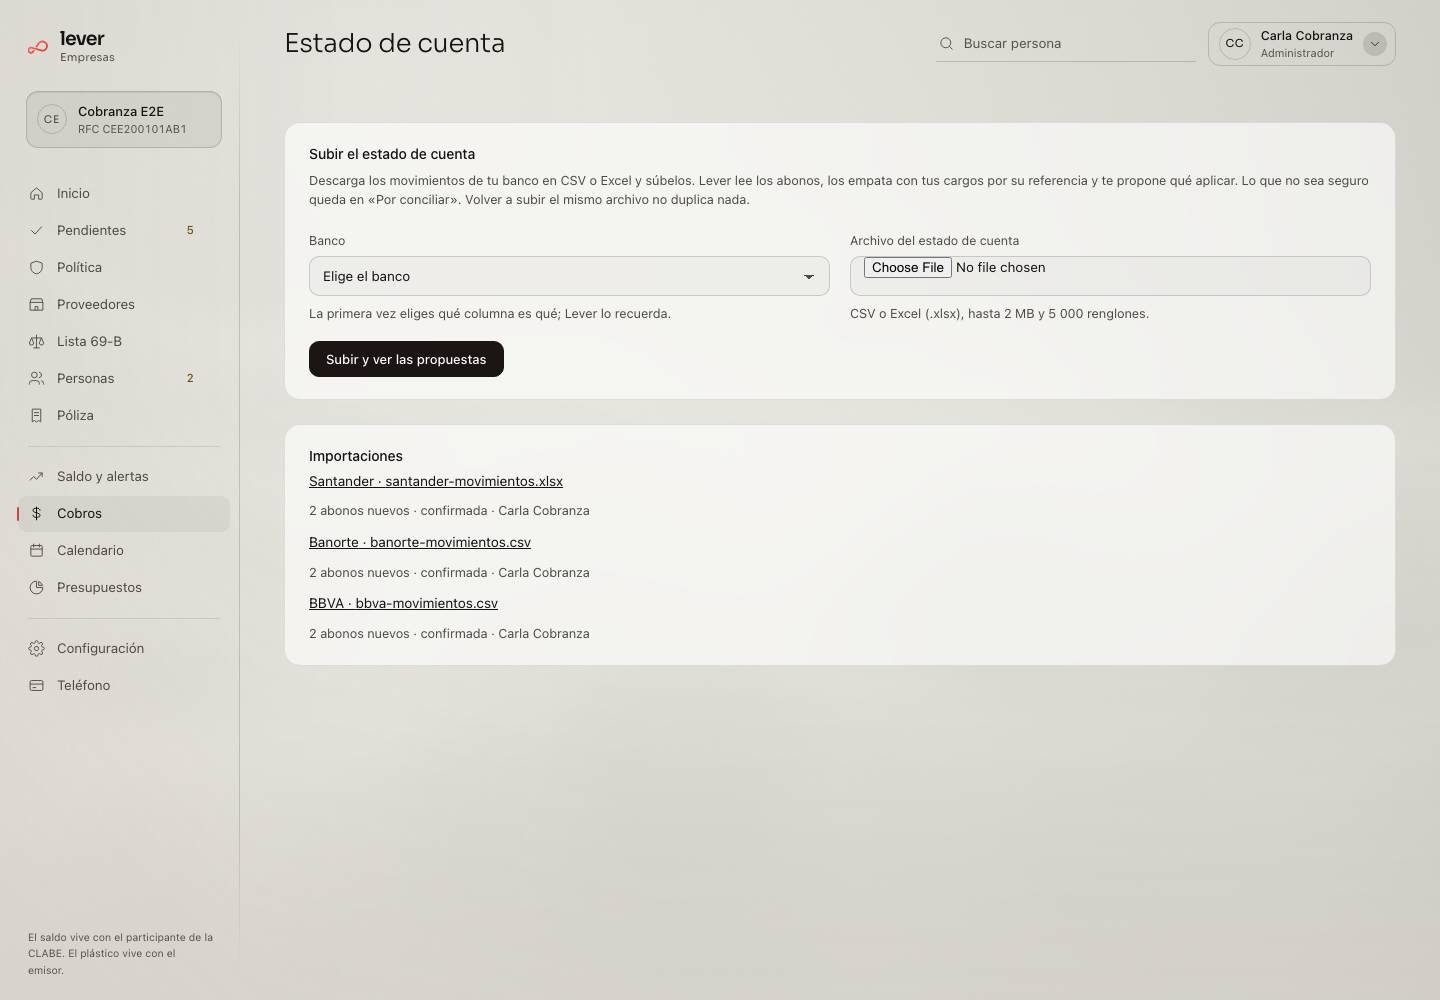 lever
Empresas
Estado de cuenta
Buscar persona
CC
Carla Cobranza
Administrador
CE
Cobranza E2E
RFC CEE200101AB1
Inicio
Pendientes 5
Política
Proveedores
Lista 69-B
Personas 2
Póliza
Saldo y alertas
Cobros
Calendario
Presupuestos
Configuración
Teléfono
El saldo vive con el participante de la
CLABE. El plástico vive con el
emisor.
Subir el estado de cuenta
Descarga los movimientos de tu banco en CSV o Excel y súbelos. Lever lee los abonos, los empata con tus cargos por su referencia y te propone qué aplicar. Lo que no sea seguro
queda en «Por conciliar». Volver a subir el mismo archivo no duplica nada.
Banco
Elige el banco
La primera vez eliges qué columna es qué; Lever lo recuerda.
Archivo del estado de cuenta
Choose File No file chosen
CSV o Excel (.xlsx), hasta 2 MB y 5 000 renglones.
Subir y ver las propuestas
Importaciones
Santander · santander-movimientos.xlsx
2 abonos nuevos · confirmada · Carla Cobranza
Banorte · banorte-movimientos.csv
2 abonos nuevos · confirmada · Carla Cobranza
BBVA · bbva-movimientos.csv
2 abonos nuevos · confirmada · Carla Cobranza